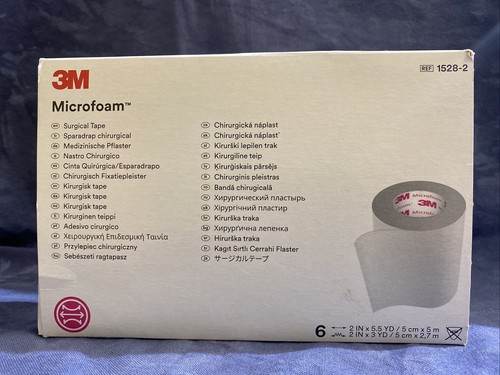 3M
REF 1528-2
Microfoam™
Surgical Tape
Sparadrap chirurgical
Medizinische Pflaster
Nastro Chirurgico
Cinta Quirúrgica/Esparadrapo
Chirurgisch Fixatiepleister
Kirurgisk tape
Kirurgisk tape
Kirurgisk tape
Kirurginen teippi
Adesivo cirurgico
Χειρουργική Επιδεσμική Ταινία
Przylepiec chirurgiczny
Sebészeti ragtapasz
Chirurgická náplast
Chirurgická náplasť
Kirurški lepilen trak
Kirurgiline teip
Ķirurģiskais pārsējs
Chirurginis pleistras
Bandă chirugicală
Хирургический пластырь
Хірургічний пластир
Kirurška traka
Хирургична лепенка
Hirurška traka
Kagıt Sırtlı Cerrahi Flaster
サージカルテープ
3M Microfoam
3M
6 2 IN x 5.5 YD / 5 cm x 5 m
2 IN x 3 YD / 5 cm x 2,7 m